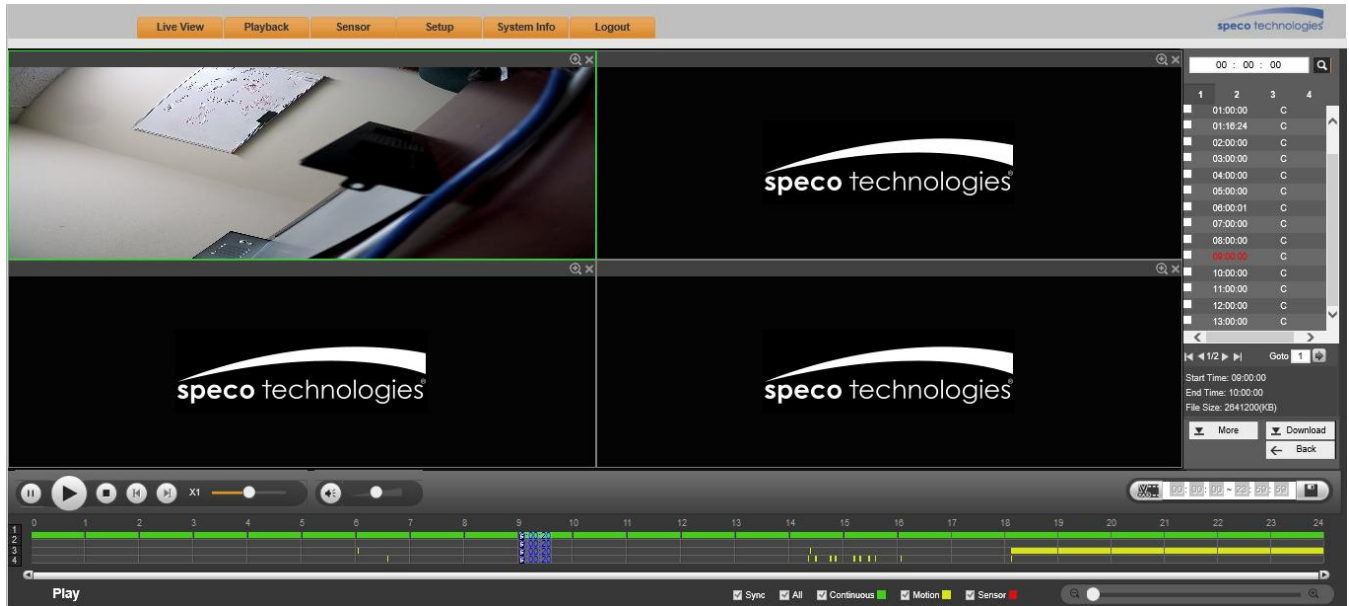 Live View Playback Sensor Setup System Info Logout
speco technologies
00 : 00 : 00
1 2 3 4
01:00:00 C
01:16:24 C
02:00:00 C
03:00:00 C
04:00:00 C
05:00:00 C
06:00:01 C
07:00:00 C
08:00:00 C
09:00:00
10:00:00 C
11:00:00 C
12:00:00 C
13:00:00 C
speco technologies®
speco technologies®
speco technologies®
1/2 Goto 1
Start Time: 09:00:00
End Time: 10:00:00
File Size: 2641200(KB)
More Download
Back
X1
00 : 00 : 00 ~ 23 : 59 : 59
0 1 2 3 4 5 6 7 8 9 10 11 12 13 14 15 16 17 18 19 20 21 22 23 24
1
2
3
4
Play
Sync All Continuous Motion Sensor